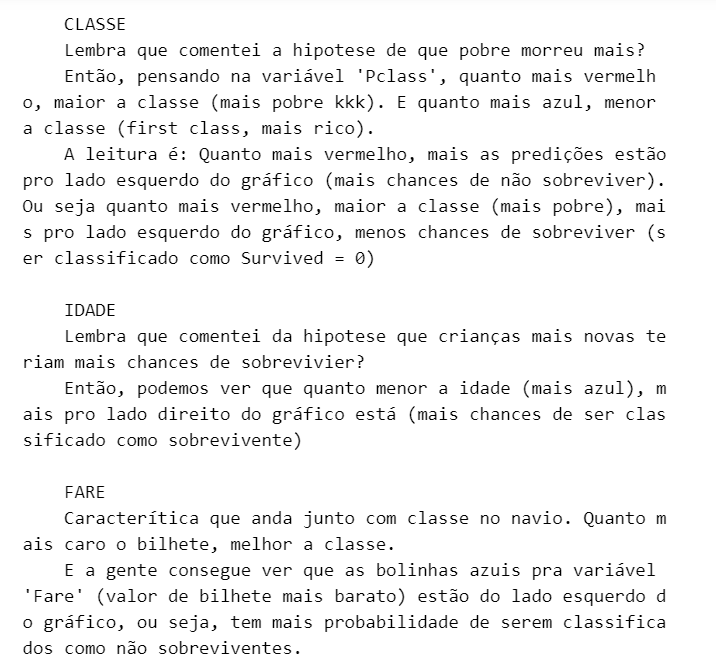 CLASSE
Lembra que comentei a hipotese de que pobre morreu mais?
Então, pensando na variável 'Pclass', quanto mais vermelh
o, maior a classe (mais pobre kkk). E quanto mais azul, menor
a classe (first class, mais rico).
A leitura é: Quanto mais vermelho, mais as predições estão
pro lado esquerdo do gráfico (mais chances de não sobreviver).
Ou seja quanto mais vermelho, maior a classe (mais pobre), mai
s pro lado esquerdo do gráfico, menos chances de sobreviver (s
er classificado como Survived = 0)
IDADE
Lembra que comentei da hipotese que crianças mais novas te
riam mais chances de sobrevivier?
Então, podemos ver que quanto menor a idade (mais azul), m
ais pro lado direito do gráfico está (mais chances de ser clas
sificado como sobrevivente)
FARE
Caracterítica que anda junto com classe no navio. Quanto m
ais caro o bilhete, melhor a classe.
E a gente consegue ver que as bolinhas azuis pra variável
'Fare' (valor de bilhete mais barato) estão do lado esquerdo d
o gráfico, ou seja, tem mais probabilidade de serem classifica
dos como não sobreviventes.